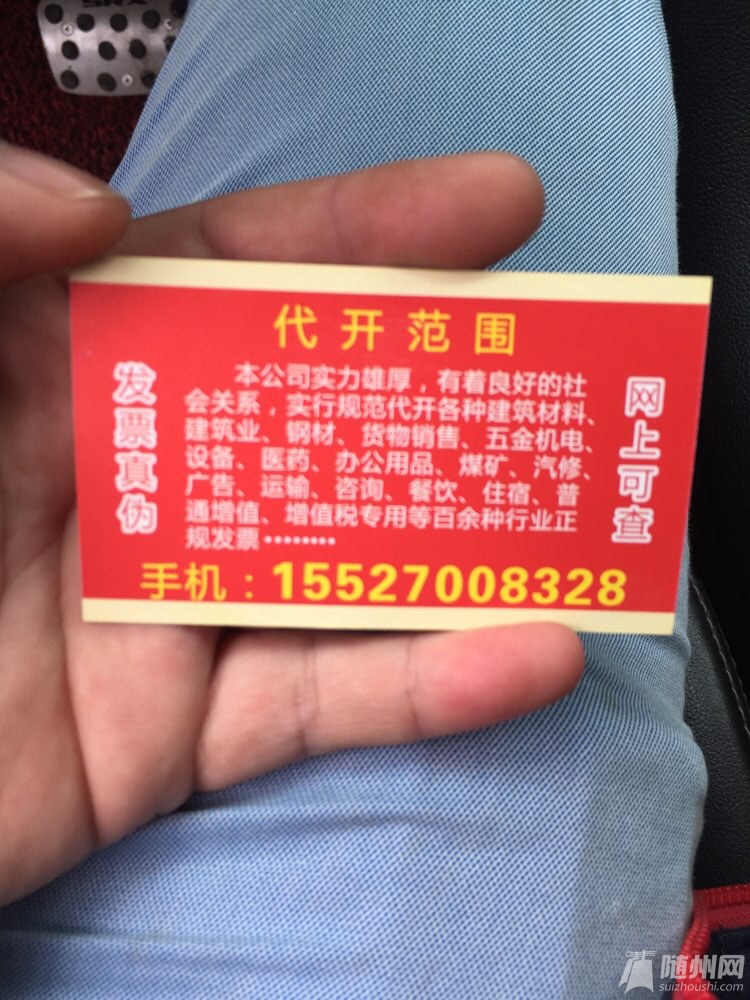 SRX
代开范围
发票真伪
本公司实力雄厚，有着良好的社
会关系，实行规范代开各种建筑材料、
建筑业、钢材、货物销售、五金机电、
设备、医药、办公用品、煤矿、汽修、
广告、运输、咨询、餐饮、住宿、普
通增值、增值税专用等百余种行业正
规发票········
网上可查
手机：15527008328
随州网
suizhoushi.com